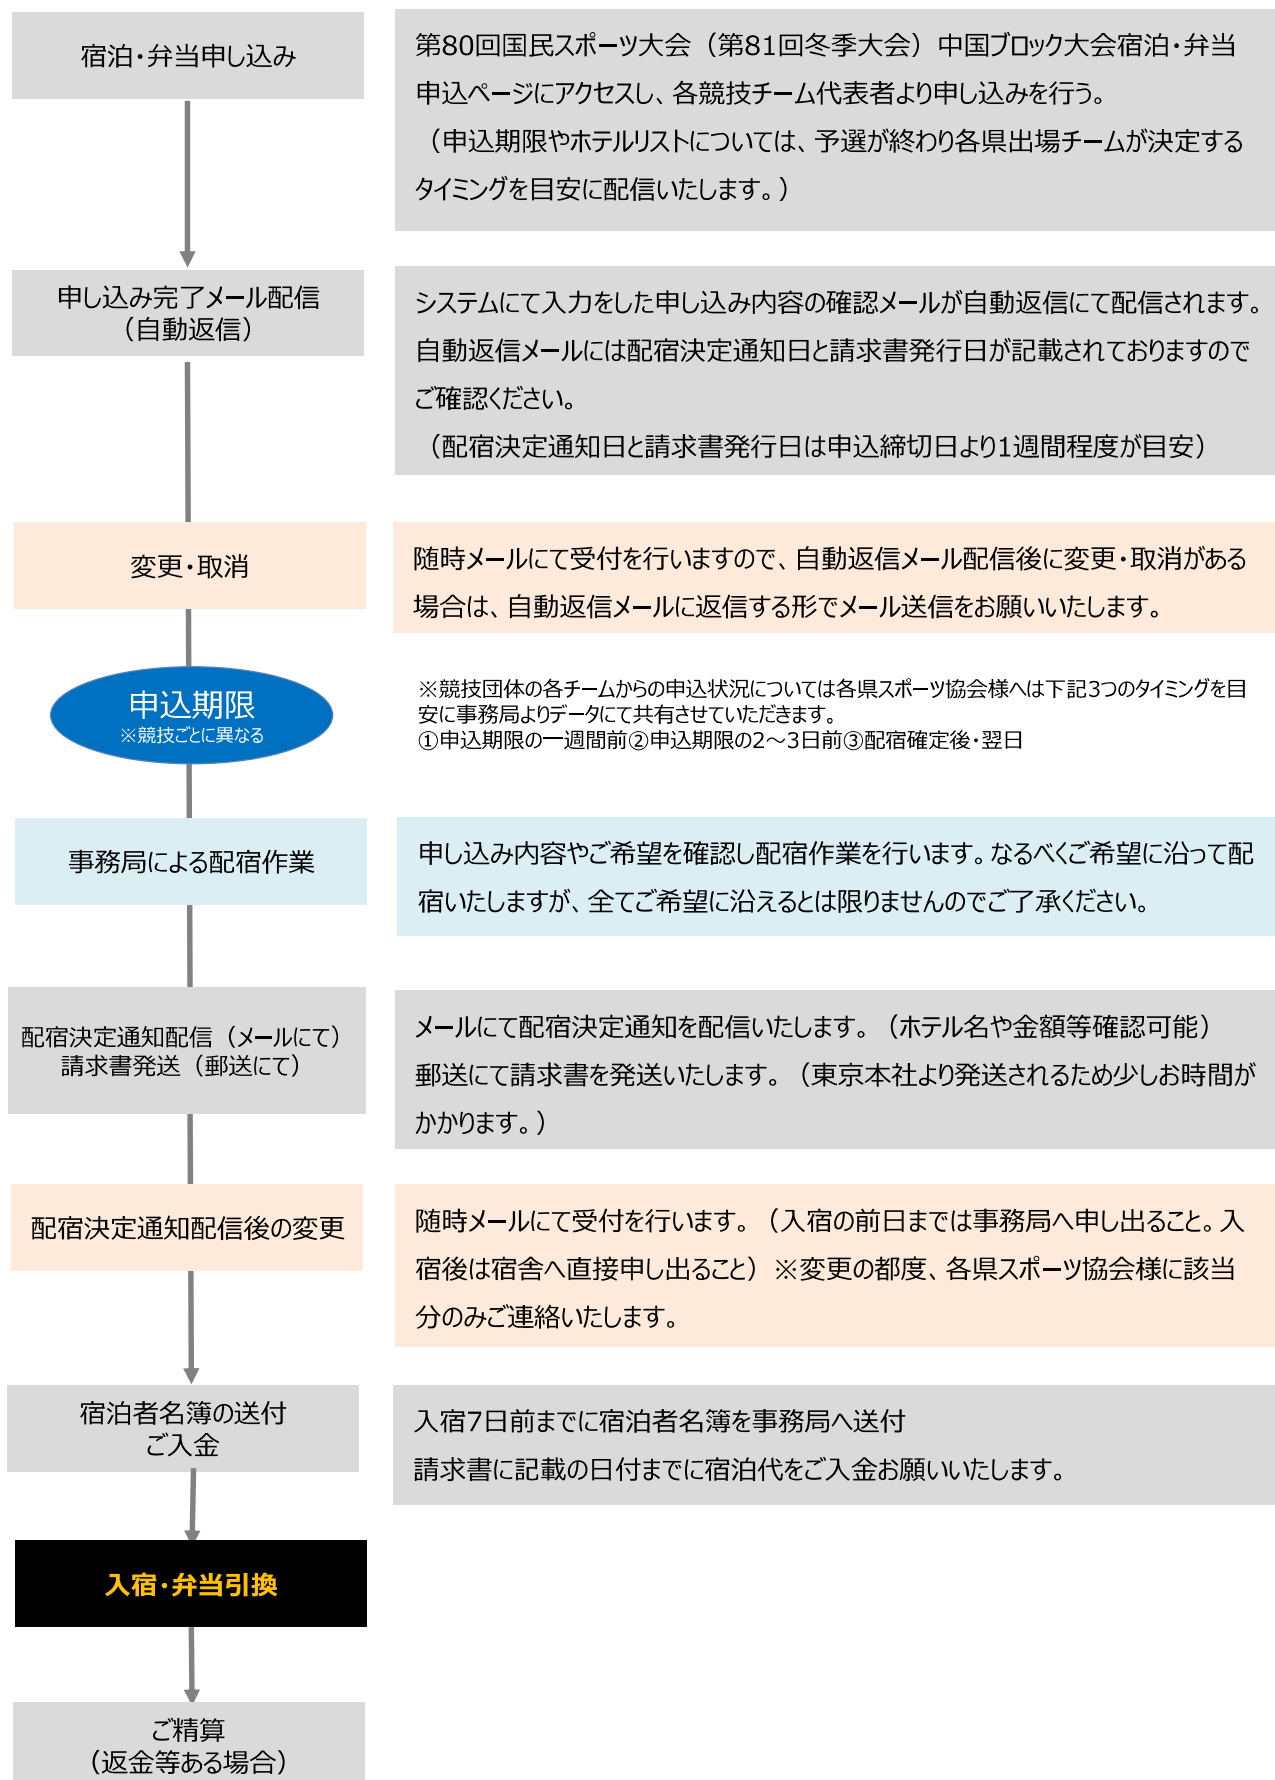 宿泊・弁当申し込み
第80回国民スポーツ大会（第81回冬季大会）中国ブロック大会宿泊・弁当
申込ページにアクセスし、各競技チーム代表者より申し込みを行う。
（申込期限やホテルリストについては、予選が終わり各県出場チームが決定する
タイミングを目安に配信いたします。）
申し込み完了メール配信
（自動返信）
システムにて入力をした申し込み内容の確認メールが自動返信にて配信されます。
自動返信メールには配宿決定通知日と請求書発行日が記載されておりますので
ご確認ください。
（配宿決定通知日と請求書発行日は申込締切日より1週間程度が目安）
変更・取消
随時メールにて受付を行いますので、自動返信メール配信後に変更・取消がある
場合は、自動返信メールに返信する形でメール送信をお願いいたします。
申込期限
※競技ごとに異なる
※競技団体の各チームからの申込状況については各県スポーツ協会様へは下記3つのタイミングを目
安に事務局よりデータにて共有させていただきます。
①申込期限の一週間前②申込期限の2～3日前③配宿確定後・翌日
事務局による配宿作業
申し込み内容やご希望を確認し配宿作業を行います。なるべくご希望に沿って配
宿いたしますが、全てご希望に沿えるとは限りませんのでご了承ください。
配宿決定通知配信（メールにて）
請求書発送（郵送にて）
メールにて配宿決定通知を配信いたします。（ホテル名や金額等確認可能）
郵送にて請求書を発送いたします。（東京本社より発送されるため少しお時間が
かかります。）
配宿決定通知配信後の変更
随時メールにて受付を行います。（入宿の前日までは事務局へ申し出ること。入
宿後は宿舎へ直接申し出ること）※変更の都度、各県スポーツ協会様に該当
分のみご連絡いたします。
宿泊者名簿の送付
ご入金
入宿7日前までに宿泊者名簿を事務局へ送付
請求書に記載の日付までに宿泊代をご入金お願いいたします。
入宿・弁当引換
ご精算
（返金等ある場合）